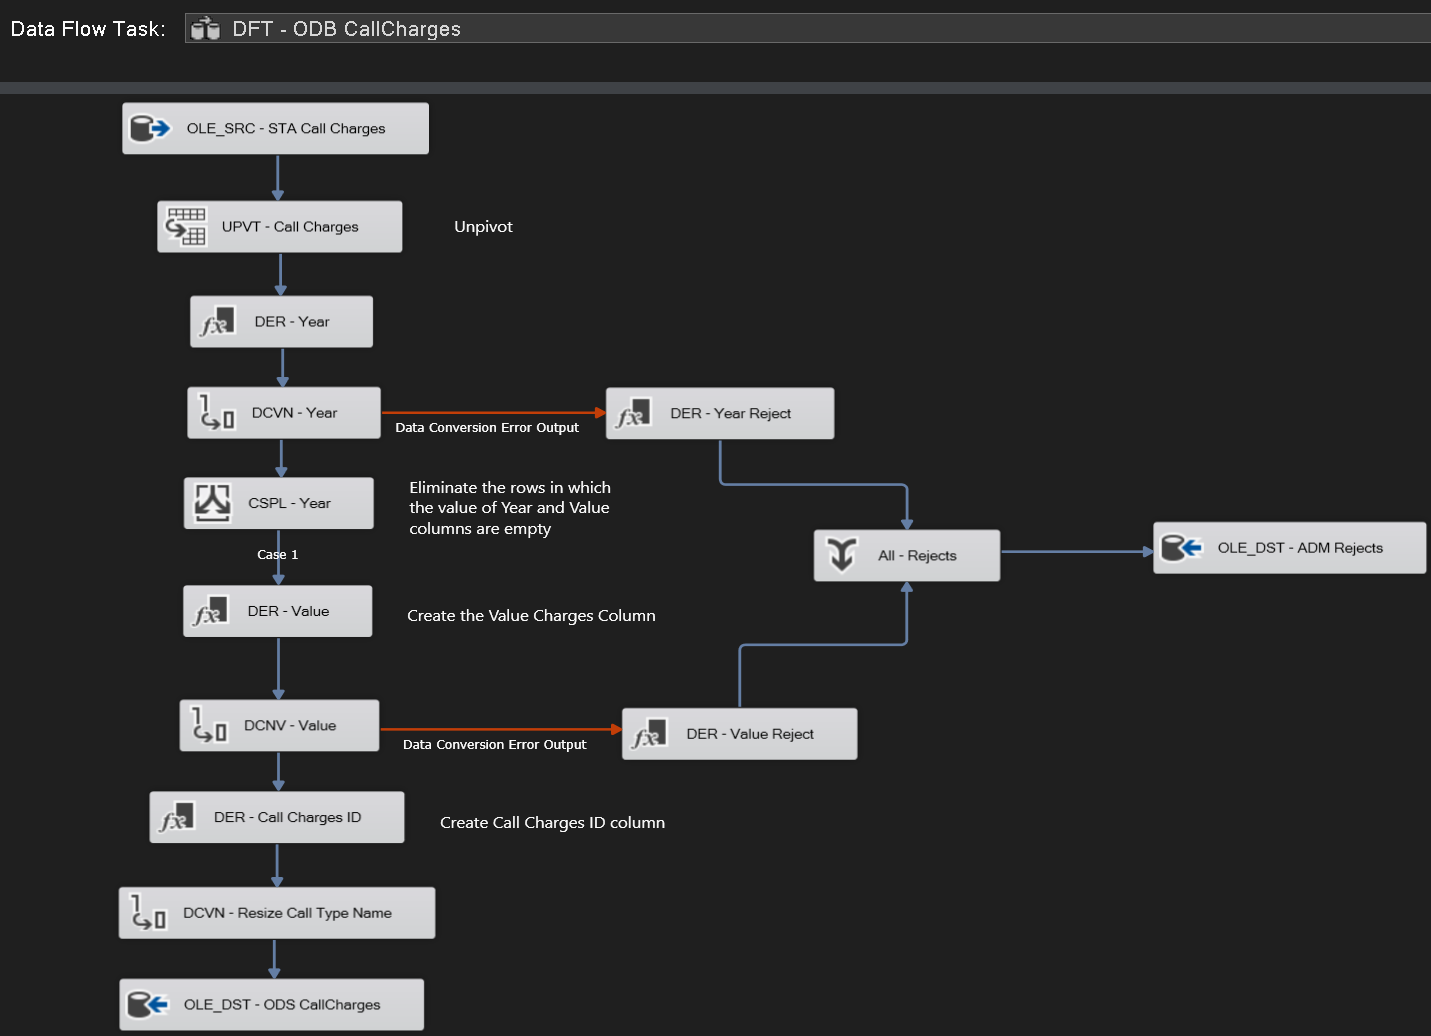 Data Flow Task:
DFT - ODB CallCharges
OLE_SRC - STA Call Charges
UPVT - Call Charges
Unpivot
DER - Year
DCVN - Year
Data Conversion Error Output
DER - Year Reject
CSPL - Year
Eliminate the rows in which
the value of Year and Value
columns are empty
Case 1
All - Rejects
OLE_DST - ADM Rejects
DER - Value
Create the Value Charges Column
DCNV - Value
Data Conversion Error Output
DER - Value Reject
DER - Call Charges ID
Create Call Charges ID column
DCVN - Resize Call Type Name
OLE_DST - ODS CallCharges